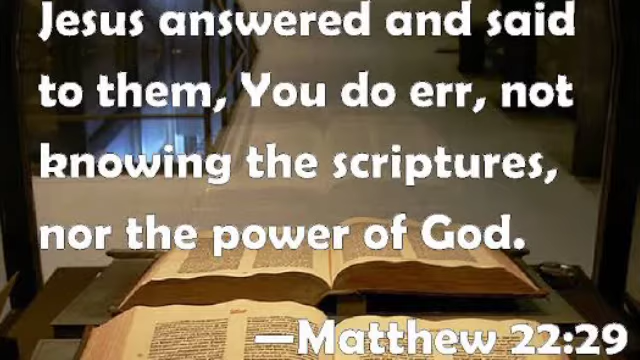 Jesus answered and said
to them, You do err, not
knowing the scriptures,
nor the power of God.
—Matthew 22:29